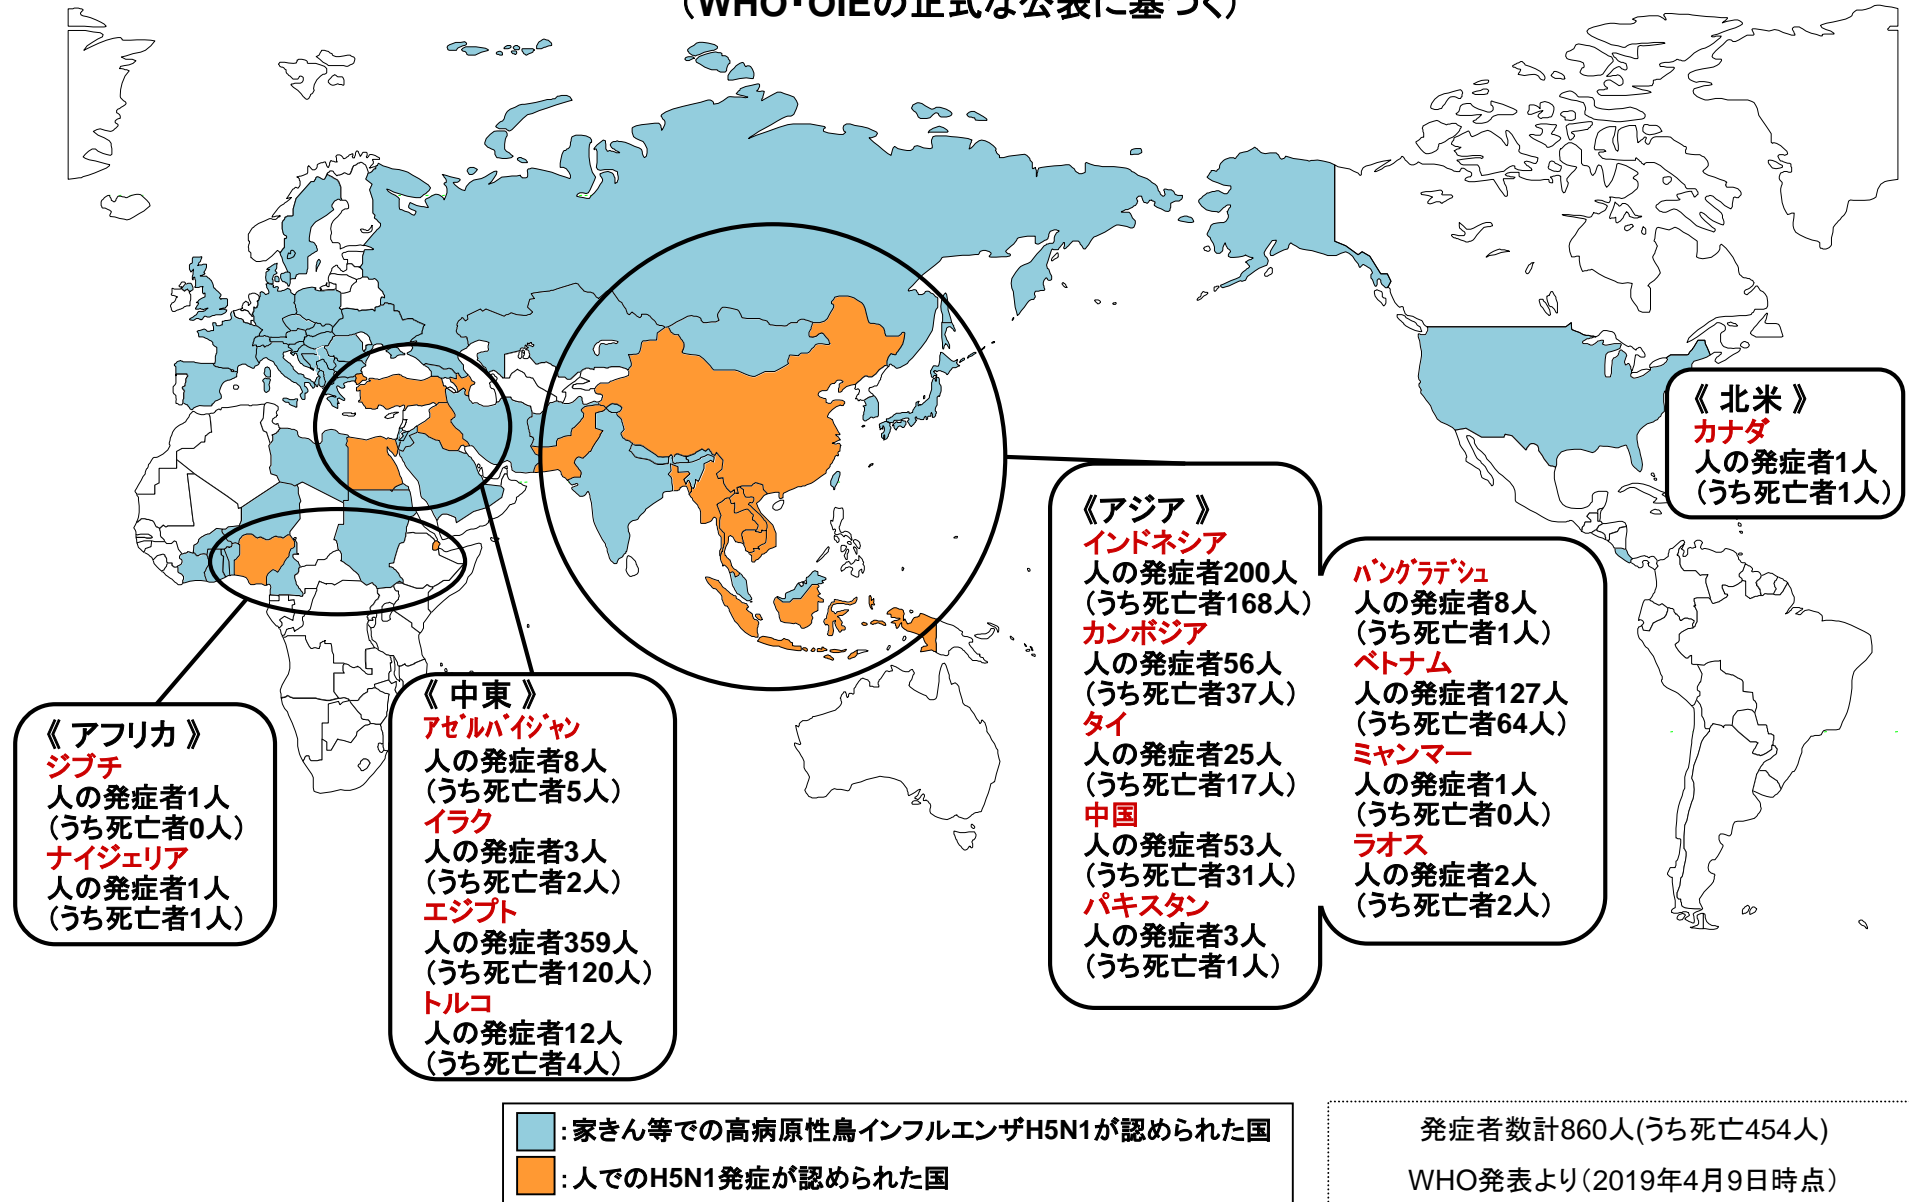 （WHO・OIEの正式な公表に基づく）
《 北米 》
カナダ
人の発症者1人
（うち死亡者1人）
《アジア 》
インドネシア
人の発症者200人
（うち死亡者168人）
カンボジア
人の発症者56人
（うち死亡者37人）
タイ
人の発症者25人
（うち死亡者17人）
中国
人の発症者53人
（うち死亡者31人）
パキスタン
人の発症者3人
（うち死亡者1人）
ﾊﾞﾝｸﾞﾗﾃﾞｼｭ
人の発症者8人
（うち死亡者1人）
ベトナム
人の発症者127人
（うち死亡者64人）
ミャンマー
人の発症者1人
（うち死亡者0人）
ラオス
人の発症者2人
（うち死亡者2人）
《 中東 》
ｱｾﾞﾙﾊﾞｲｼﾞｬﾝ
人の発症者8人
（うち死亡者5人）
イラク
人の発症者3人
（うち死亡者2人）
エジプト
人の発症者359人
（うち死亡者120人）
トルコ
人の発症者12人
（うち死亡者4人）
《 アフリカ 》
ジブチ
人の発症者1人
（うち死亡者0人）
ナイジェリア
人の発症者1人
（うち死亡者1人）
：家きん等での高病原性鳥インフルエンザH5N1が認められた国
：人でのH5N1発症が認められた国
発症者数計860人(うち死亡454人)
WHO発表より（2019年4月9日時点）